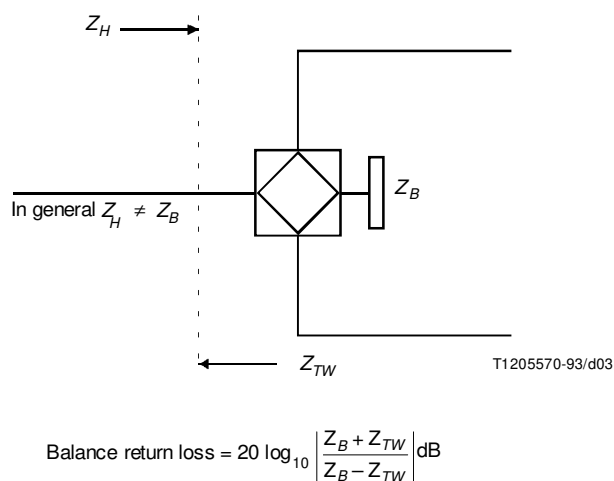 Z_H
Z_B
In general Z_H ≠ Z_B
Z_TW
T1205570-93/d03
Balance return loss = 20 log_10 | (Z_B + Z_TW) / (Z_B – Z_TW) | dB